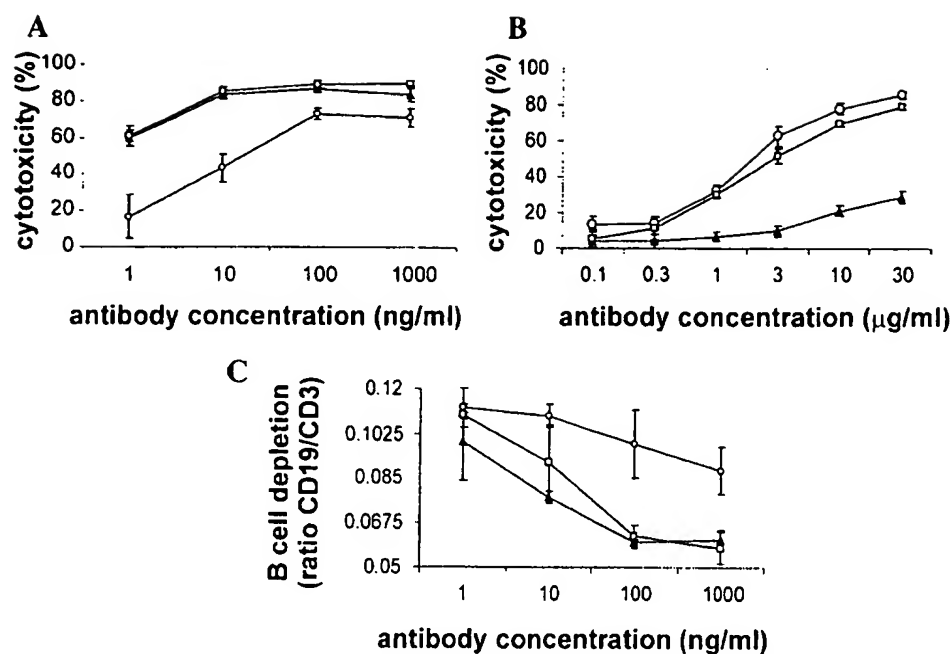 A
cytotoxicity (%)
100
80
60
40
20
0
1 10 100 1000
antibody concentration (ng/ml)
B
cytotoxicity (%)
100
80
60
40
20
0
0.1 0.3 1 3 10 30
antibody concentration (μg/ml)
C
B cell depletion
(ratio CD19/CD3)
0.12
0.1025
0.085
0.0675
0.05
1 10 100 1000
antibody concentration (ng/ml)